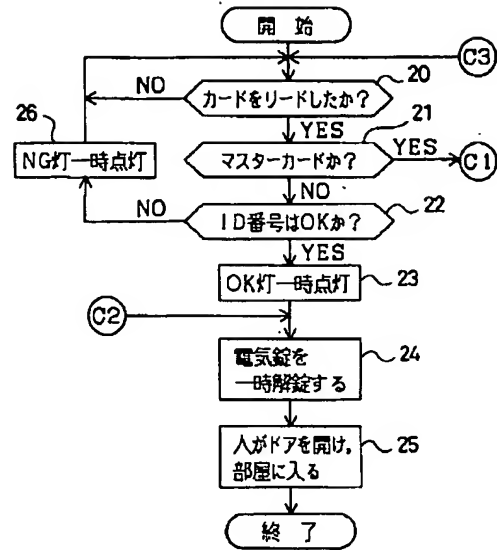 開始
C3
20
NO
カードをリードしたか?
26
YES
21
NG灯一時点灯
マスターカードか?
YES
C1
NO
NO
22
ID番号はOKか?
YES
OK灯一時点灯
23
C2
電気錠を
一時解錠する
24
人がドアを開け,
部屋に入る
25
終了